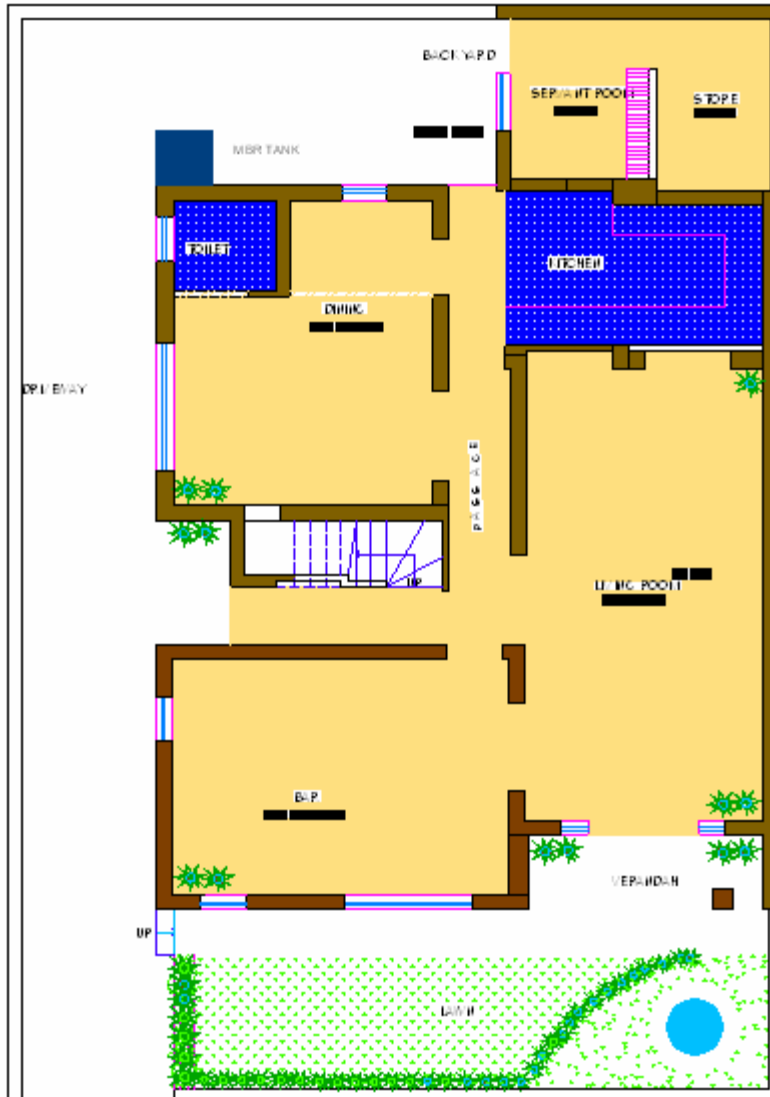 BACKYARD
SERVANT ROOM
STORE
MBR TANK
TOILET
KITCHEN
DINING
DRIVEWAY
PASSAGE
UP
LIVING ROOM
BAR
VERANDAH
UP
LAWN